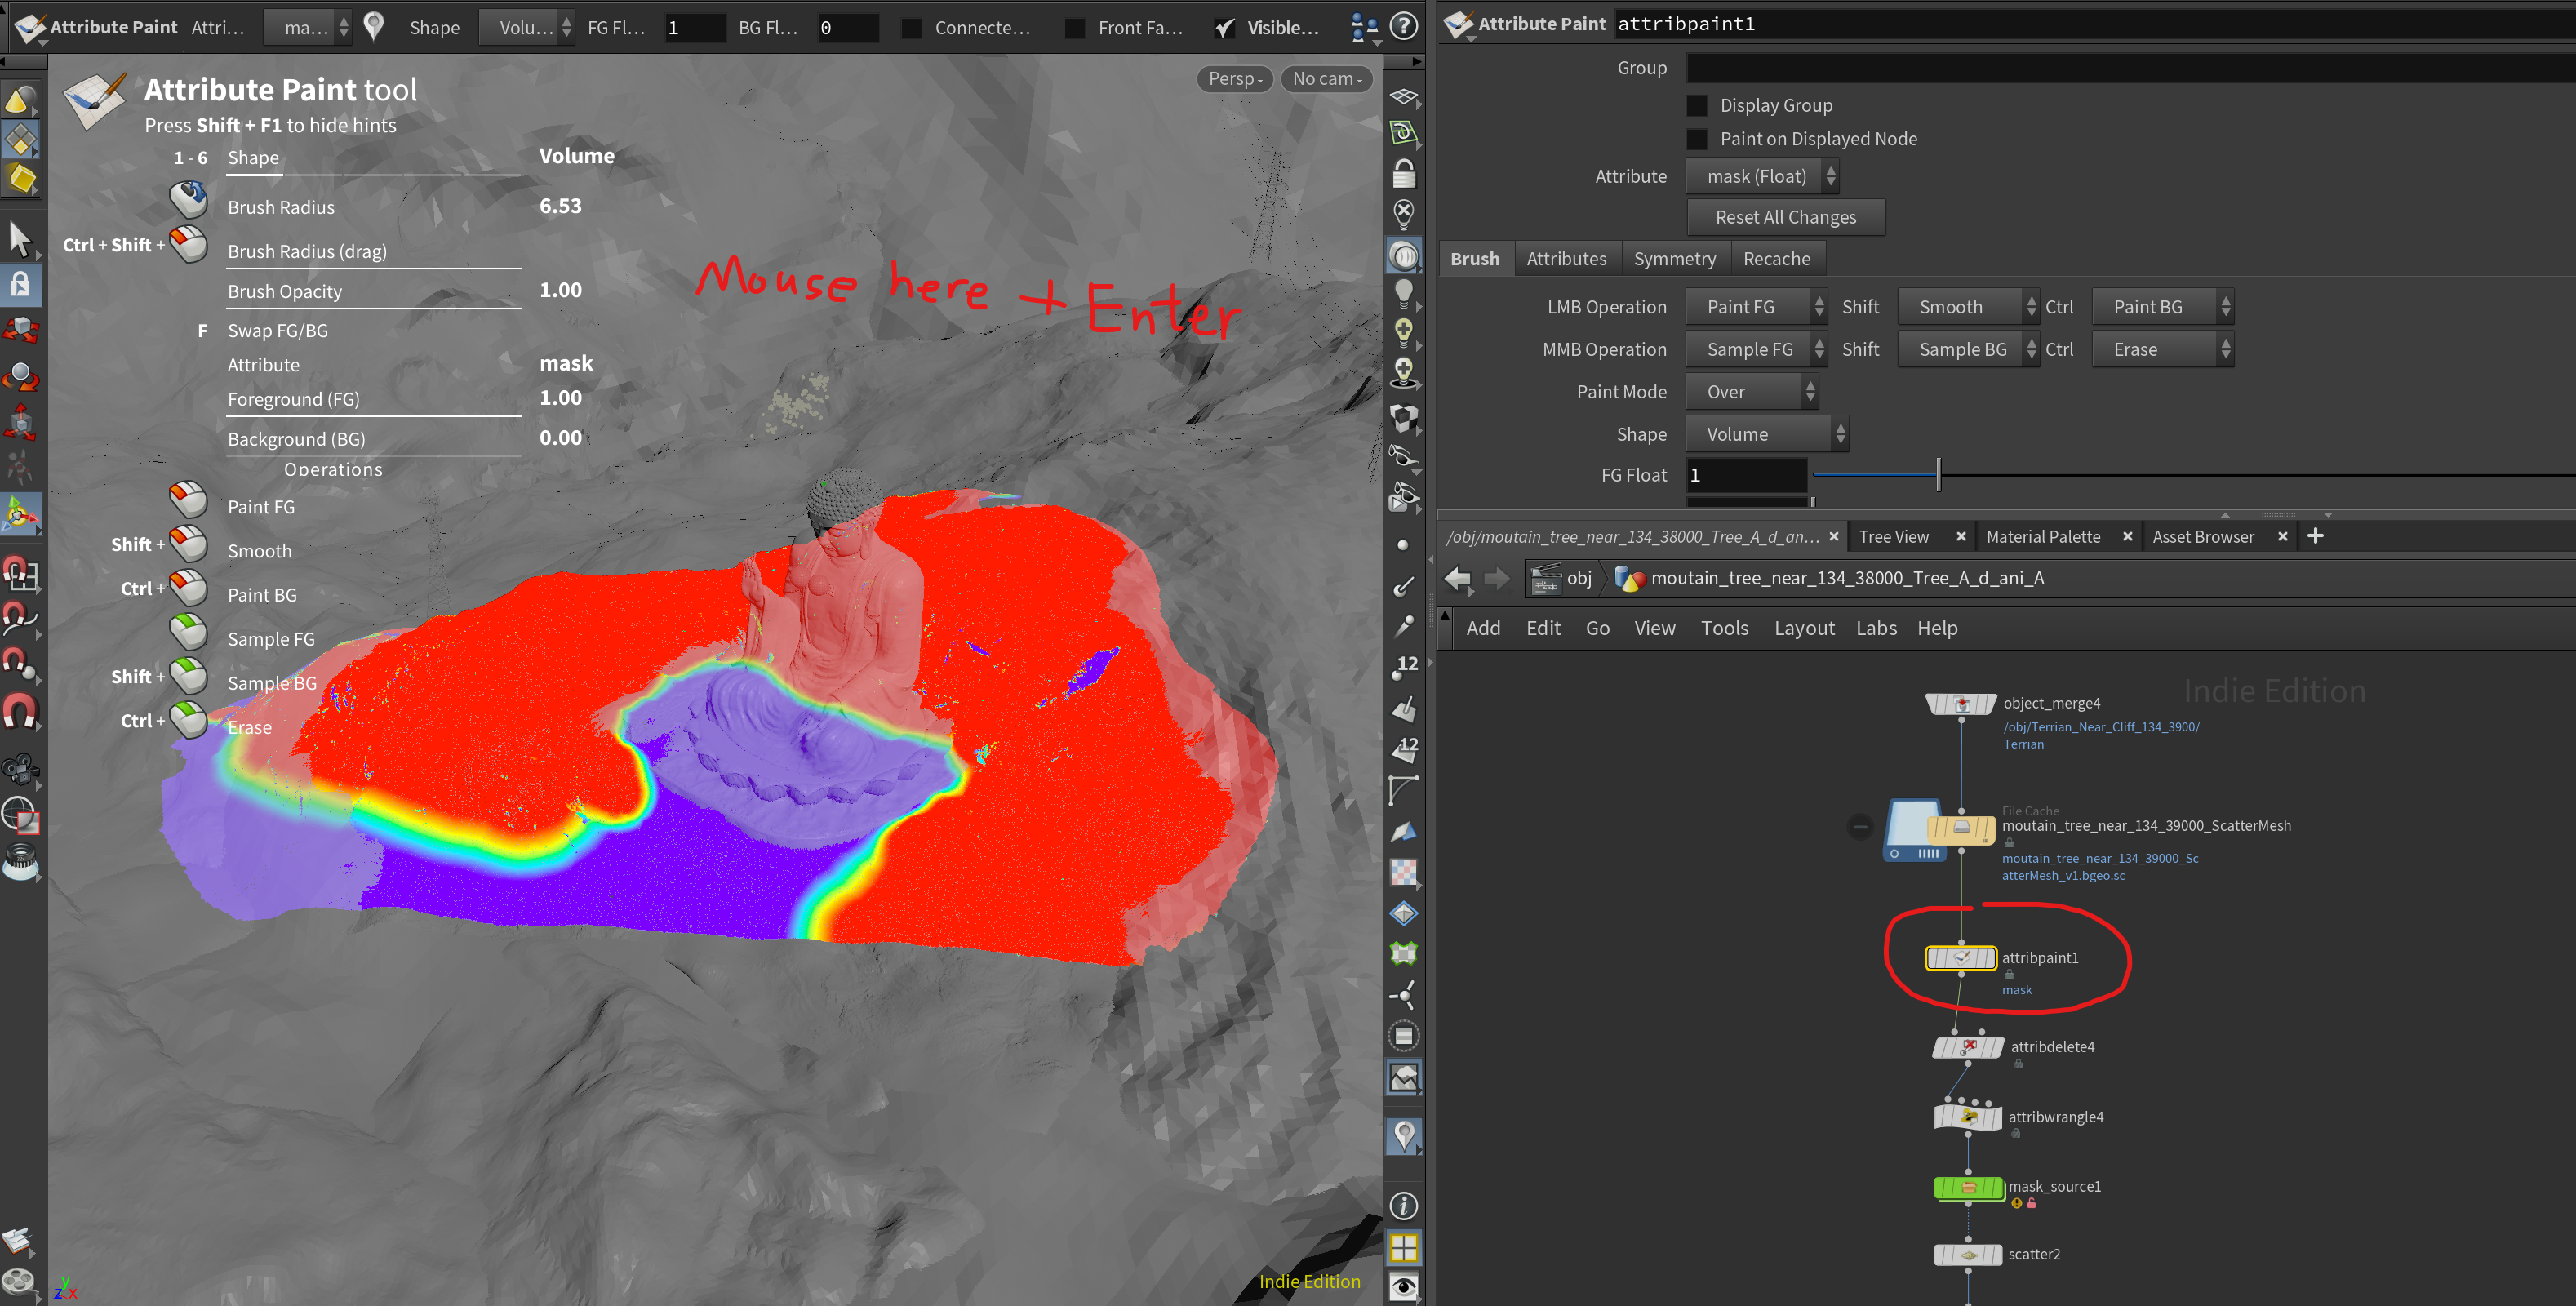 Attribute Paint Attri... ma... Shape Volu... FG Fl... 1 BG Fl... 0 Connecte... Front Fa... Visible...
Attribute Paint tool
Press Shift + F1 to hide hints
Persp No cam
1 - 6 Shape Volume
Brush Radius 6.53
Ctrl + Shift + Brush Radius (drag)
Brush Opacity 1.00
F Swap FG/BG
Attribute mask
Foreground (FG) 1.00
Background (BG) 0.00
Operations
Paint FG
Shift + Smooth
Ctrl + Paint BG
Sample FG
Shift + Sample BG
Ctrl + Erase
Mouse here + Enter
12
12
Indie Edition
y
z x
Attribute Paint attribpaint1
Group
Display Group
Paint on Displayed Node
Attribute mask (Float)
Reset All Changes
Brush Attributes Symmetry Recache
LMB Operation Paint FG Shift Smooth Ctrl Paint BG
MMB Operation Sample FG Shift Sample BG Ctrl Erase
Paint Mode Over
Shape Volume
FG Float 1
/obj/moutain_tree_near_134_38000_Tree_A_d_an... Tree View Material Palette Asset Browser
obj moutain_tree_near_134_38000_Tree_A_d_ani_A
Add Edit Go View Tools Layout Labs Help
Indie Edition
object_merge4
/obj/Terrian_Near_Cliff_134_3900/
Terrian
File Cache
moutain_tree_near_134_39000_ScatterMesh
moutain_tree_near_134_39000_Sc
atterMesh_v1.bgeo.sc
attribpaint1
mask
attribdelete4
attribwrangle4
mask_source1
scatter2